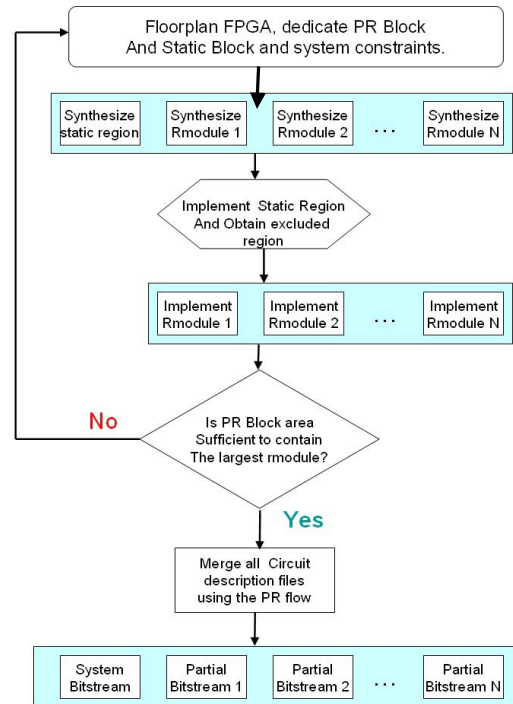 Floorplan FPGA, dedicate PR Block
And Static Block and system constraints.
Synthesize static region
Synthesize Rmodule 1
Synthesize Rmodule 2
...
Synthesize Rmodule N
Implement Static Region
And Obtain excluded
region
Implement Rmodule 1
Implement Rmodule 2
...
Implement Rmodule N
Is PR Block area
Sufficient to contain
The largest rmodule?
No
Yes
Merge all Circuit
description files
using the PR flow
System Bitstream
Partial Bitstream 1
Partial Bitstream 2
...
Partial Bitstream N